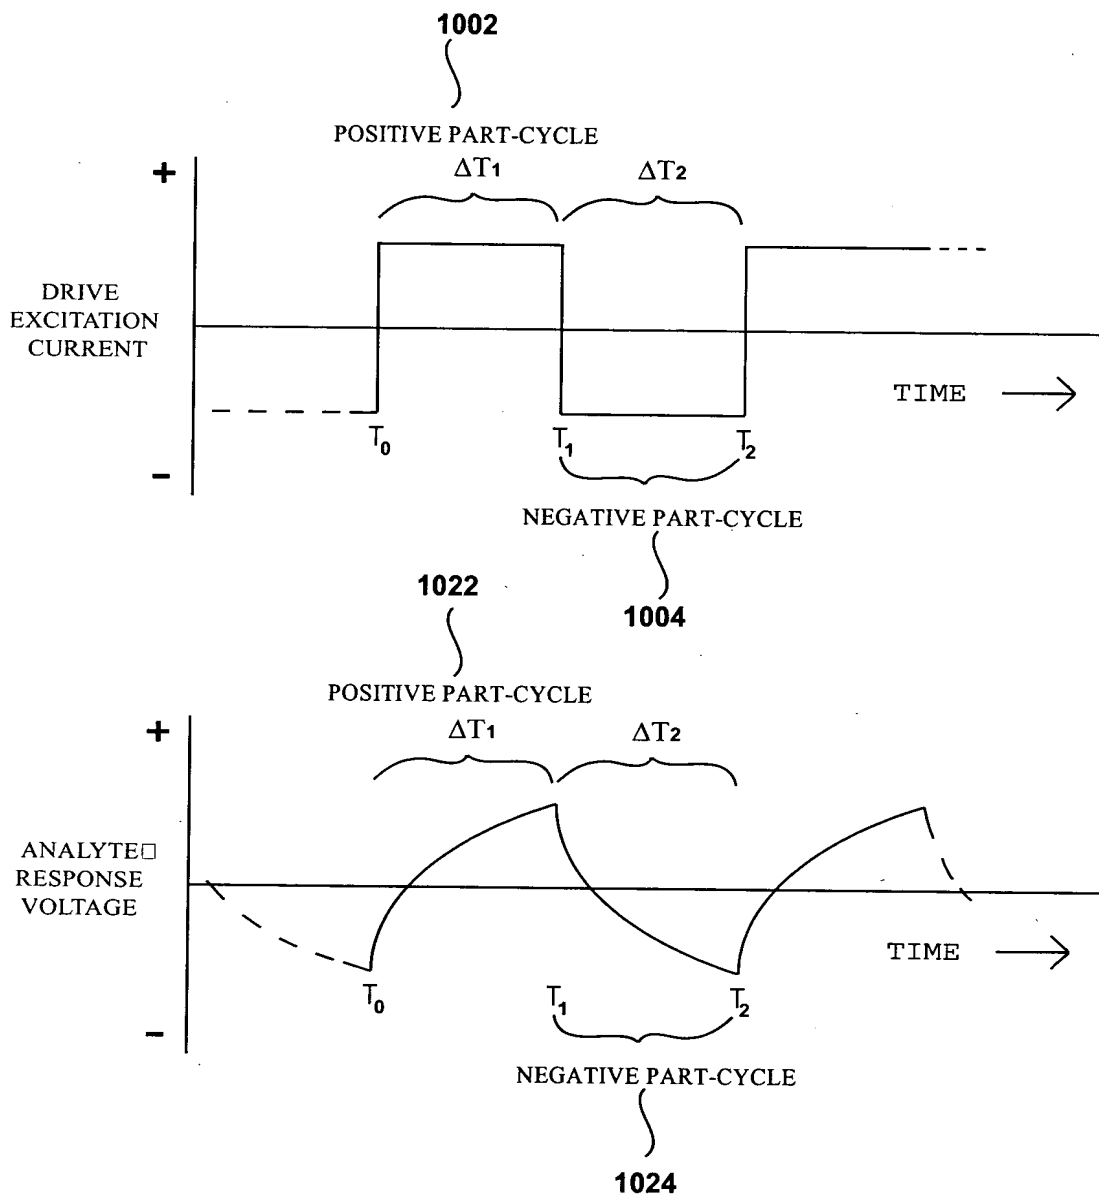 1002
POSITIVE PART-CYCLE
ΔT1 ΔT2
+
DRIVE
EXCITATION
CURRENT
TIME
T0 T1 T2
−
NEGATIVE PART-CYCLE
1004
1022
POSITIVE PART-CYCLE
ΔT1 ΔT2
+
ANALYTE□
RESPONSE
VOLTAGE
TIME
T0 T1 T2
−
NEGATIVE PART-CYCLE
1024